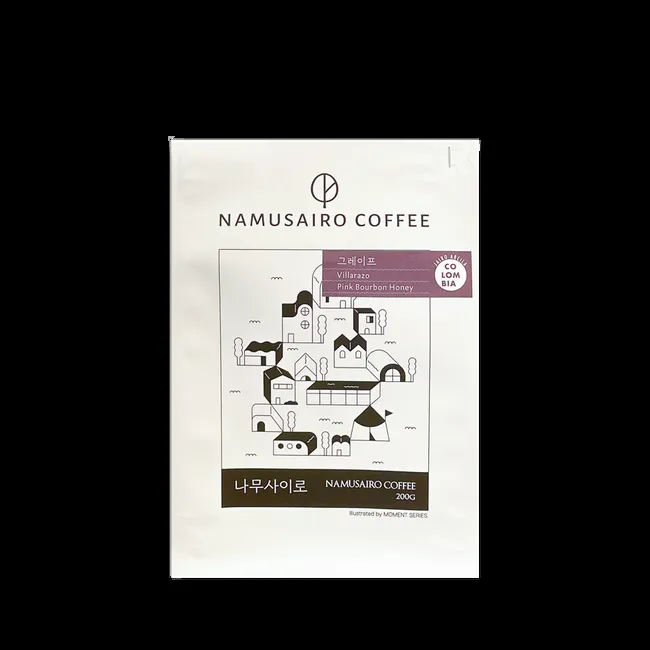 NAMUSAIRO COFFEE
그레이프
Villarazo
Pink Bourbon Honey
CO
LOM
BIA
나무사이로
NAMUSAIRO COFFEE
200G
Illustrated by MOMENT SERIES